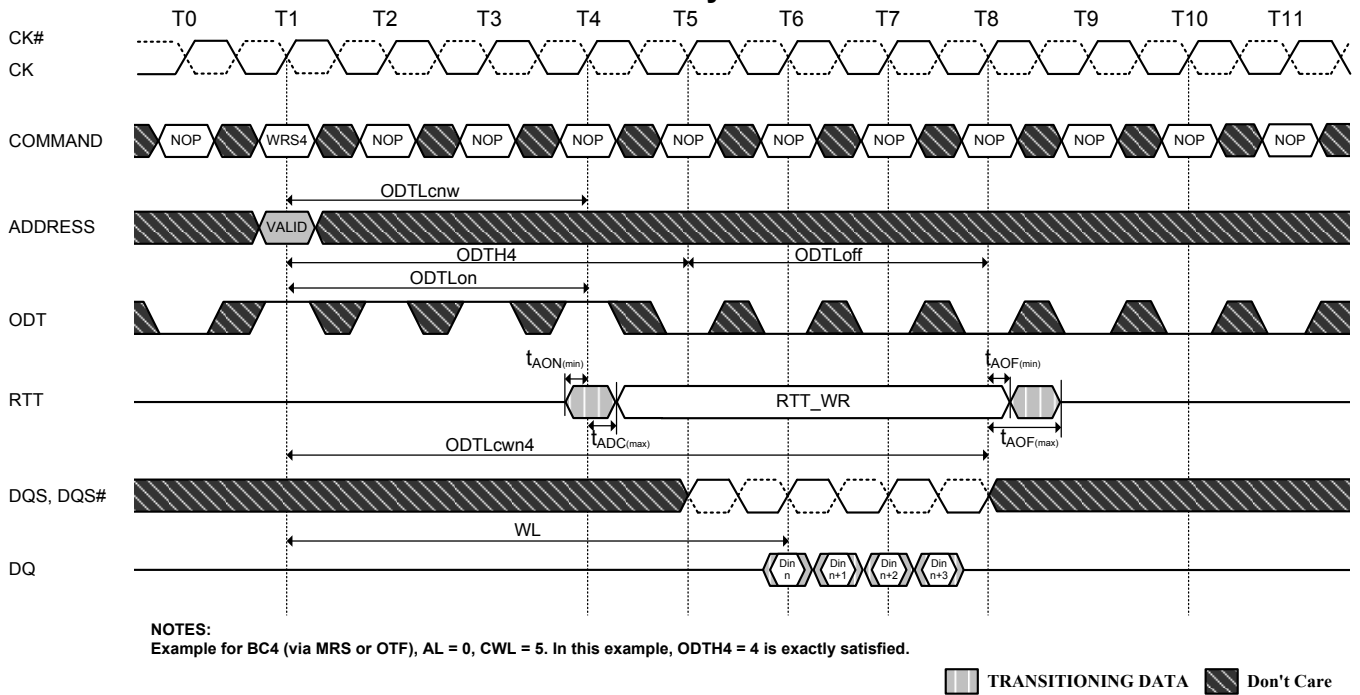 T0 T1 T2 T3 T4 T5 T6 T7 T8 T9 T10 T11
CK#
CK
COMMAND NOP WRS4 NOP NOP NOP NOP NOP NOP NOP NOP NOP NOP
ODTLcnw
ADDRESS VALID
ODTH4 ODTLoff
ODTLon
ODT
tAON(min) tAOF(min)
RTT RTT_WR
tADC(max) tAOF(max)
ODTLcwn4
DQS, DQS#
WL
DQ Din n Din n+1 Din n+2 Din n+3
NOTES:
Example for BC4 (via MRS or OTF), AL = 0, CWL = 5. In this example, ODTH4 = 4 is exactly satisfied.
TRANSITIONING DATA Don't Care